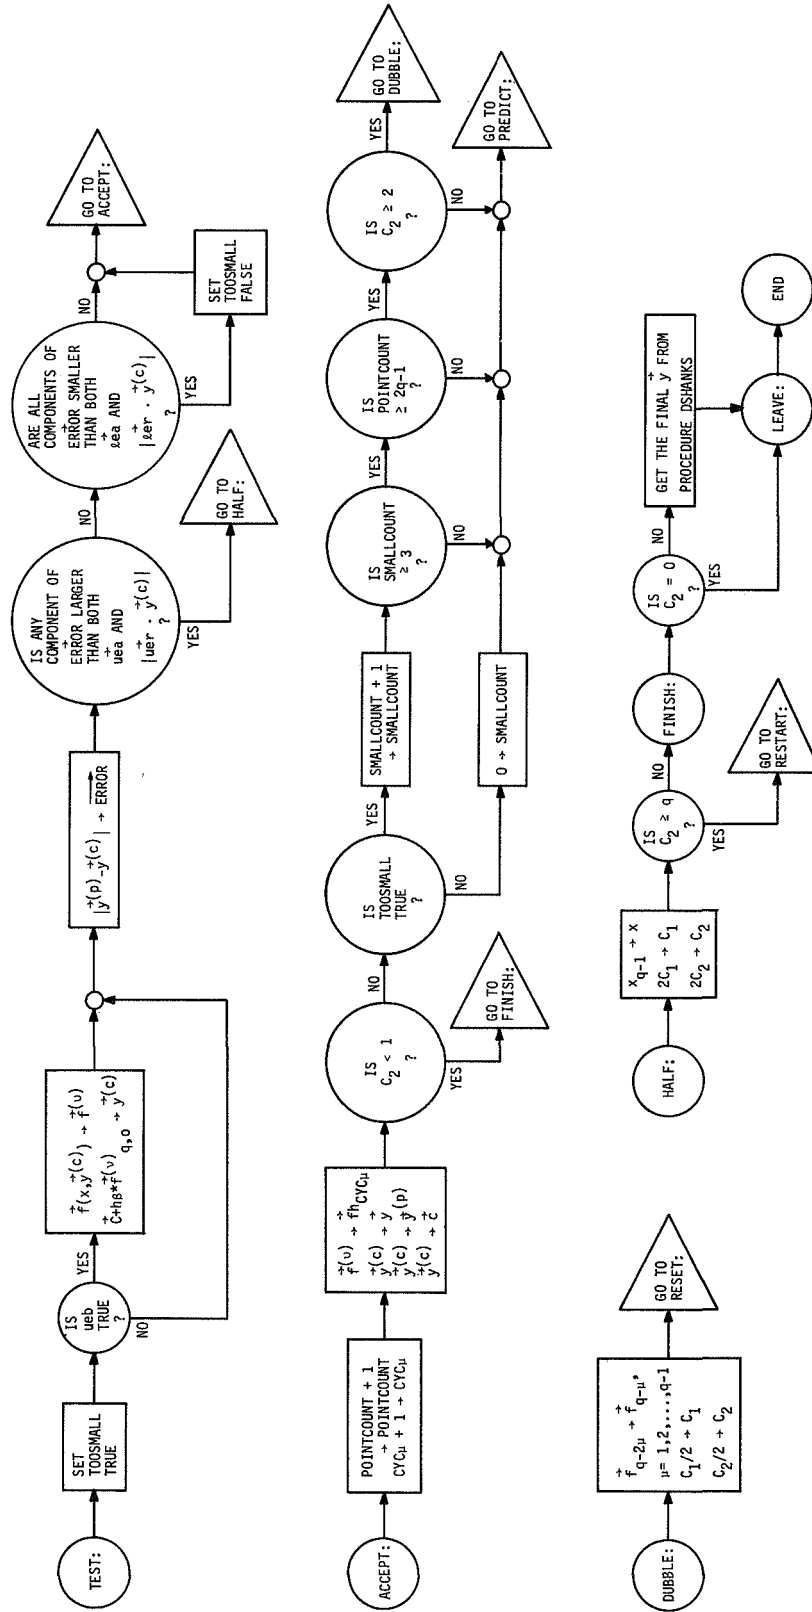 TEST:
SET
TOOSMALL
TRUE
IS
ueb
TRUE
?
YES
NO
f⃗(x,y⃗(c)) → f⃗(υ)
C⃗+hβ*f⃗(υ)q,0 → y⃗(c)
|y⃗(p)-y⃗(c)| → ERROR
IS ANY
COMPONENT OF
ERROR LARGER
THAN BOTH
uea AND
|uer · y⃗(c)|
?
NO
YES
GO TO
HALF:
ARE ALL
COMPONENTS OF
ERROR SMALLER
THAN BOTH
ℓea AND
|ℓer · y⃗(c)|
?
NO
YES
SET
TOOSMALL
FALSE
GO TO
ACCEPT:
ACCEPT:
POINTCOUNT + 1
→ POINTCOUNT
CYCμ + 1 → CYCμ
f⃗(υ) → f⃗hCYCμ
y⃗(c) → y⃗
y⃗(c) → y⃗(p)
y⃗(c) → c⃗
IS
C2 < 1
?
NO
YES
GO TO
FINISH:
IS
TOOSMALL
TRUE
?
YES
NO
SMALLCOUNT + 1
→ SMALLCOUNT
0 → SMALLCOUNT
IS
SMALLCOUNT
≥ 3
?
YES
NO
IS
POINTCOUNT
≥ 2q-1
?
YES
NO
IS
C2 ≥ 2
?
YES
NO
GO TO
DUBBLE:
GO TO
PREDICT:
DUBBLE:
f⃗q-2μ → f⃗q-μ,
μ= 1,2,...,q-1
C1/2 → C1
C2/2 → C2
GO TO
RESET:
HALF:
xq-1 → x
2C1 → C1
2C2 → C2
IS
C2 ≥ q
?
NO
YES
GO TO
RESTART:
FINISH:
IS
C2 = 0
?
NO
YES
GET THE FINAL y⃗ FROM
PROCEDURE DSHANKS
LEAVE:
END